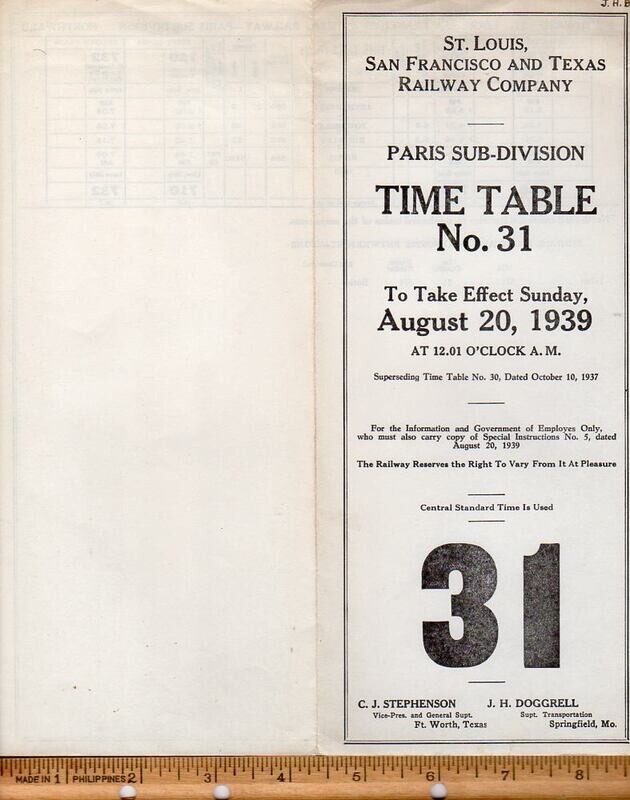 J. H. B
St. Louis,
San Francisco and Texas
Railway Company
PARIS SUB-DIVISION
TIME TABLE
No. 31
To Take Effect Sunday,
August 20, 1939
AT 12.01 O'CLOCK A. M.
Superseding Time Table No. 30, Dated October 10, 1937
For the Information and Government of Employes Only,
who must also carry copy of Special Instructions No. 5, dated
August 20, 1939
The Railway Reserves the Right To Vary From It At Pleasure
Central Standard Time Is Used
31
C. J. STEPHENSON J. H. DOGGRELL
Vice-Pres. and General Supt. Supt. Transportation
Ft. Worth, Texas Springfield, Mo.
MADE IN 1 PHILIPPINES 2 3 4 5 6 7 8